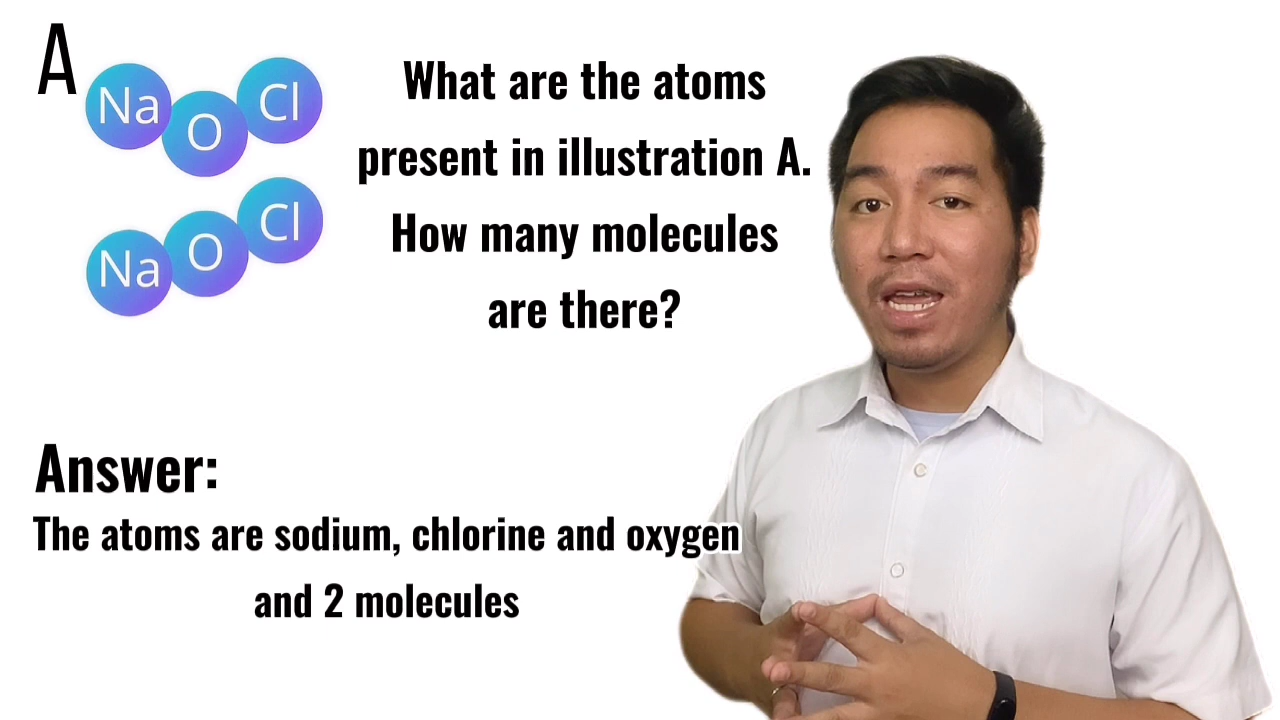 A
Na O Cl
Na O Cl
What are the atoms
present in illustration A.
How many molecules
are there?
Answer:
The atoms are sodium, chlorine and oxygen
and 2 molecules